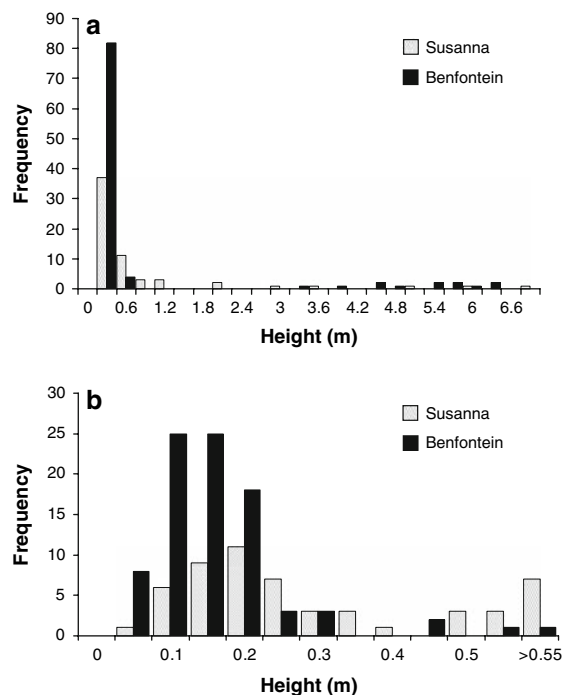 a
Susanna
Benfontein
Frequency
90
80
70
60
50
40
30
20
10
0
0 0.6 1.2 1.8 2.4 3 3.6 4.2 4.8 5.4 6 6.6
Height (m)
b
Susanna
Benfontein
Frequency
30
25
20
15
10
5
0
0 0.1 0.2 0.3 0.4 0.5 >0.55
Height (m)